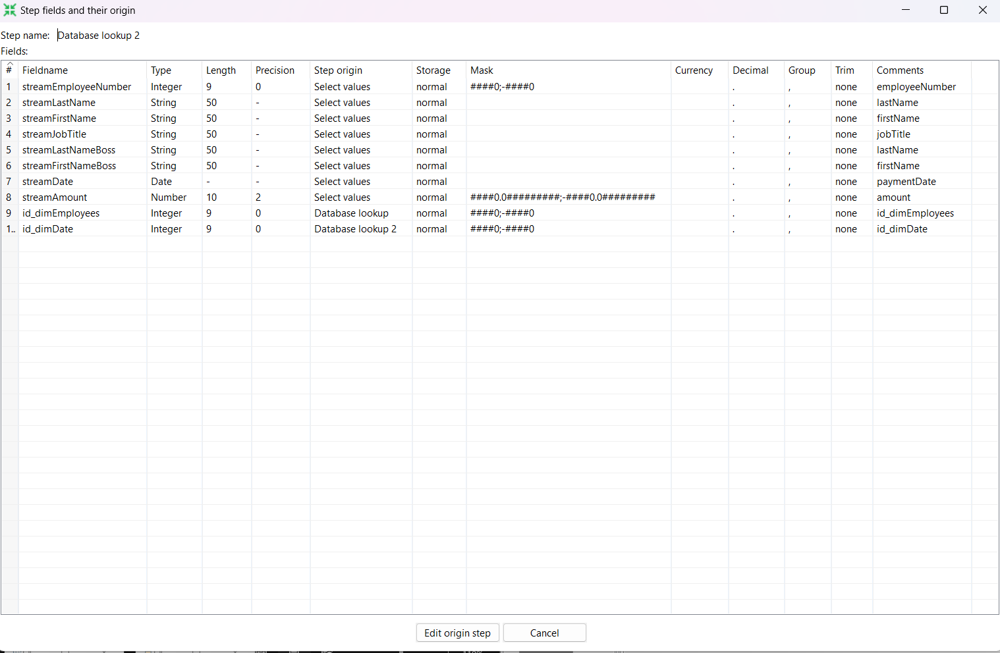 Step fields and their origin
Step name: Database lookup 2
Fields:
# Fieldname Type Length Precision Step origin Storage Mask Currency Decimal Group Trim Comments
1 streamEmployeeNumber Integer 9 0 Select values normal ####0;-####0 . , none employeeNumber
2 streamLastName String 50 - Select values normal . , none lastName
3 streamFirstName String 50 - Select values normal . , none firstName
4 streamJobTitle String 50 - Select values normal . , none jobTitle
5 streamLastNameBoss String 50 - Select values normal . , none lastName
6 streamFirstNameBoss String 50 - Select values normal . , none firstName
7 streamDate Date - - Select values normal . , none paymentDate
8 streamAmount Number 10 2 Select values normal ####0.0#########;-####0.0######### . , none amount
9 id_dimEmployees Integer 9 0 Database lookup normal ####0;-####0 . , none id_dimEmployees
1.. id_dimDate Integer 9 0 Database lookup 2 normal ####0;-####0 . , none id_dimDate
Edit origin step Cancel